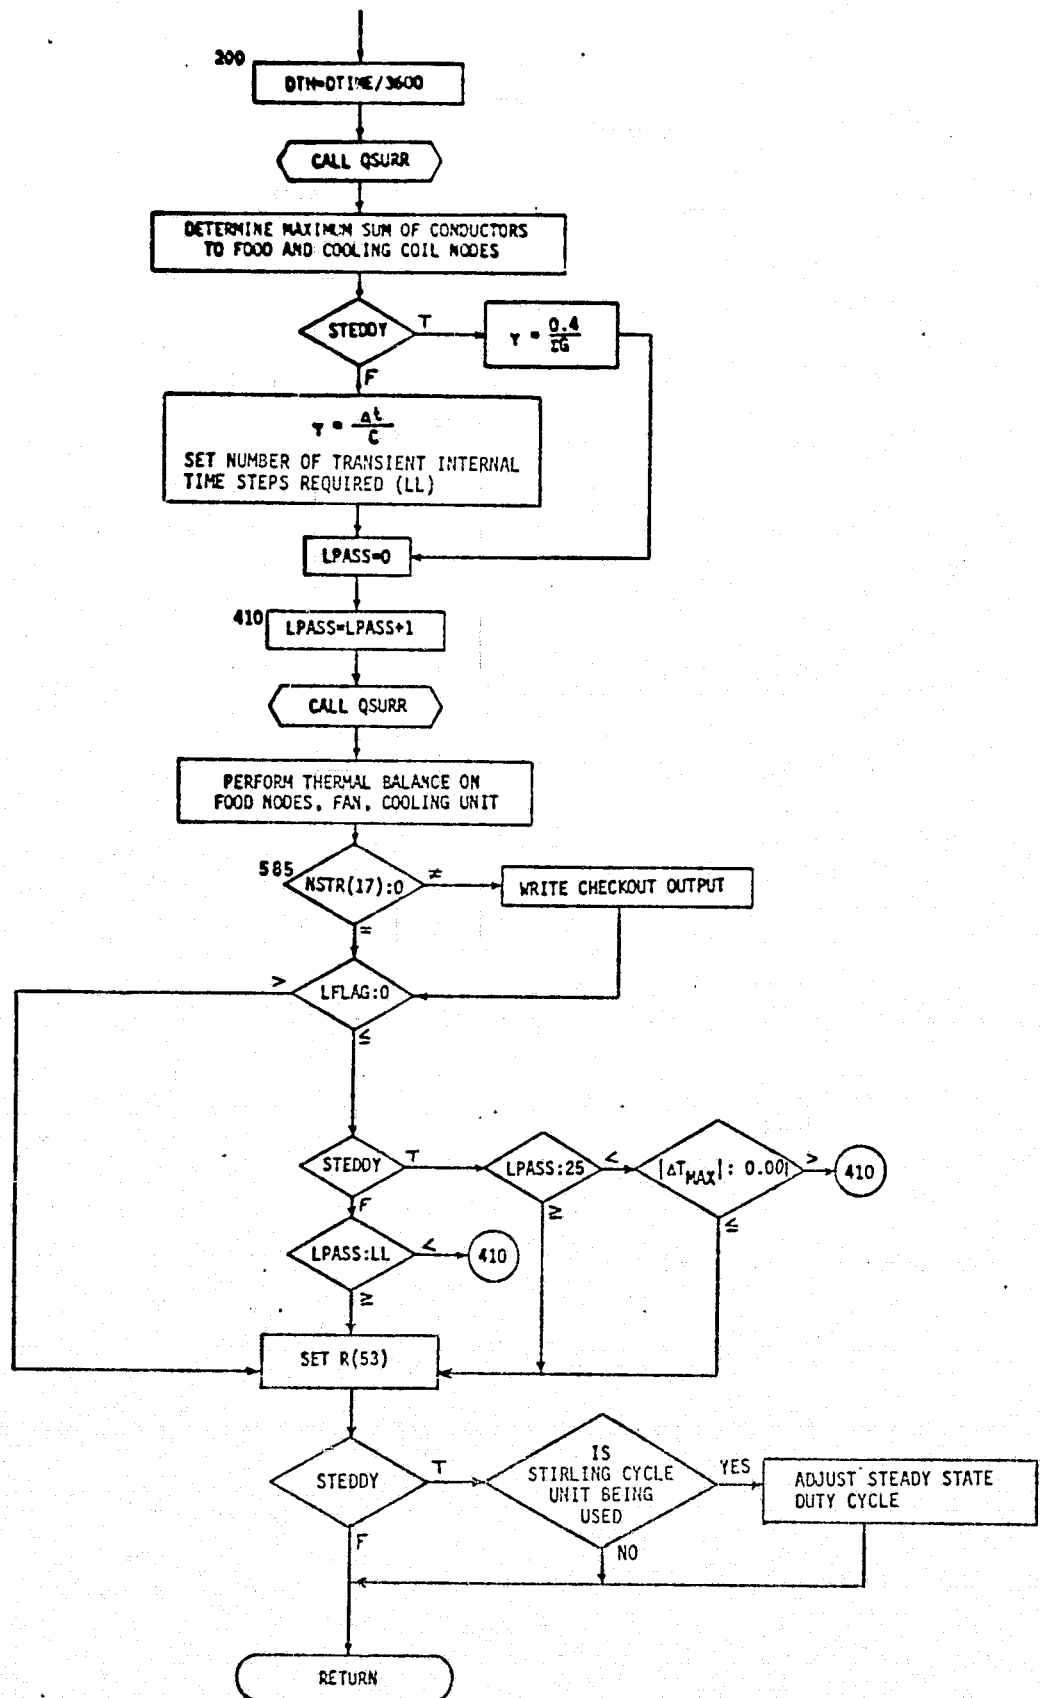 200
DTH=DTIME/3600
CALL QSURR
DETERMINE MAXIMUM SUM OF CONDUCTORS
TO FOOD AND COOLING COIL NODES
STEDDY
T
γ = 0.4/ΣG
F
γ = Δt/C
SET NUMBER OF TRANSIENT INTERNAL
TIME STEPS REQUIRED (LL)
LPASS=0
410
LPASS=LPASS+1
CALL QSURR
PERFORM THERMAL BALANCE ON
FOOD NODES, FAN, COOLING UNIT
585
NSTR(17):0
≠
WRITE CHECKOUT OUTPUT
=
>
LFLAG:0
≤
STEDDY
T
LPASS:25
<
|ΔTMAX|: 0.001
>
410
F
≥
≤
LPASS:LL
<
410
≥
SET R(53)
STEDDY
T
IS
STIRLING CYCLE
UNIT BEING
USED
YES
ADJUST STEADY STATE
DUTY CYCLE
F
NO
RETURN